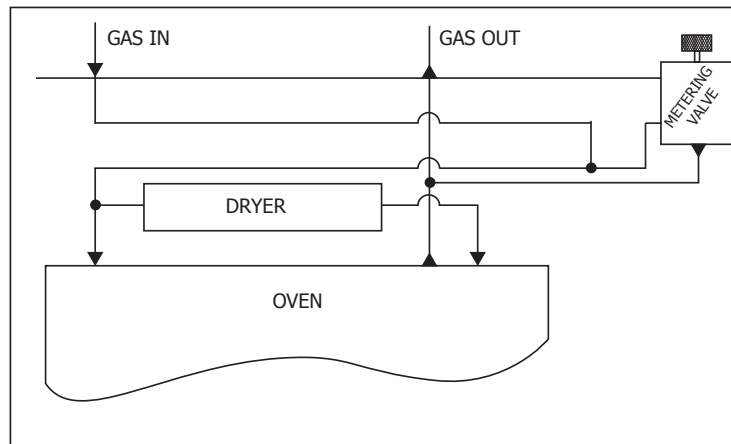 GAS IN
GAS OUT
METERING
VALVE
DRYER
OVEN